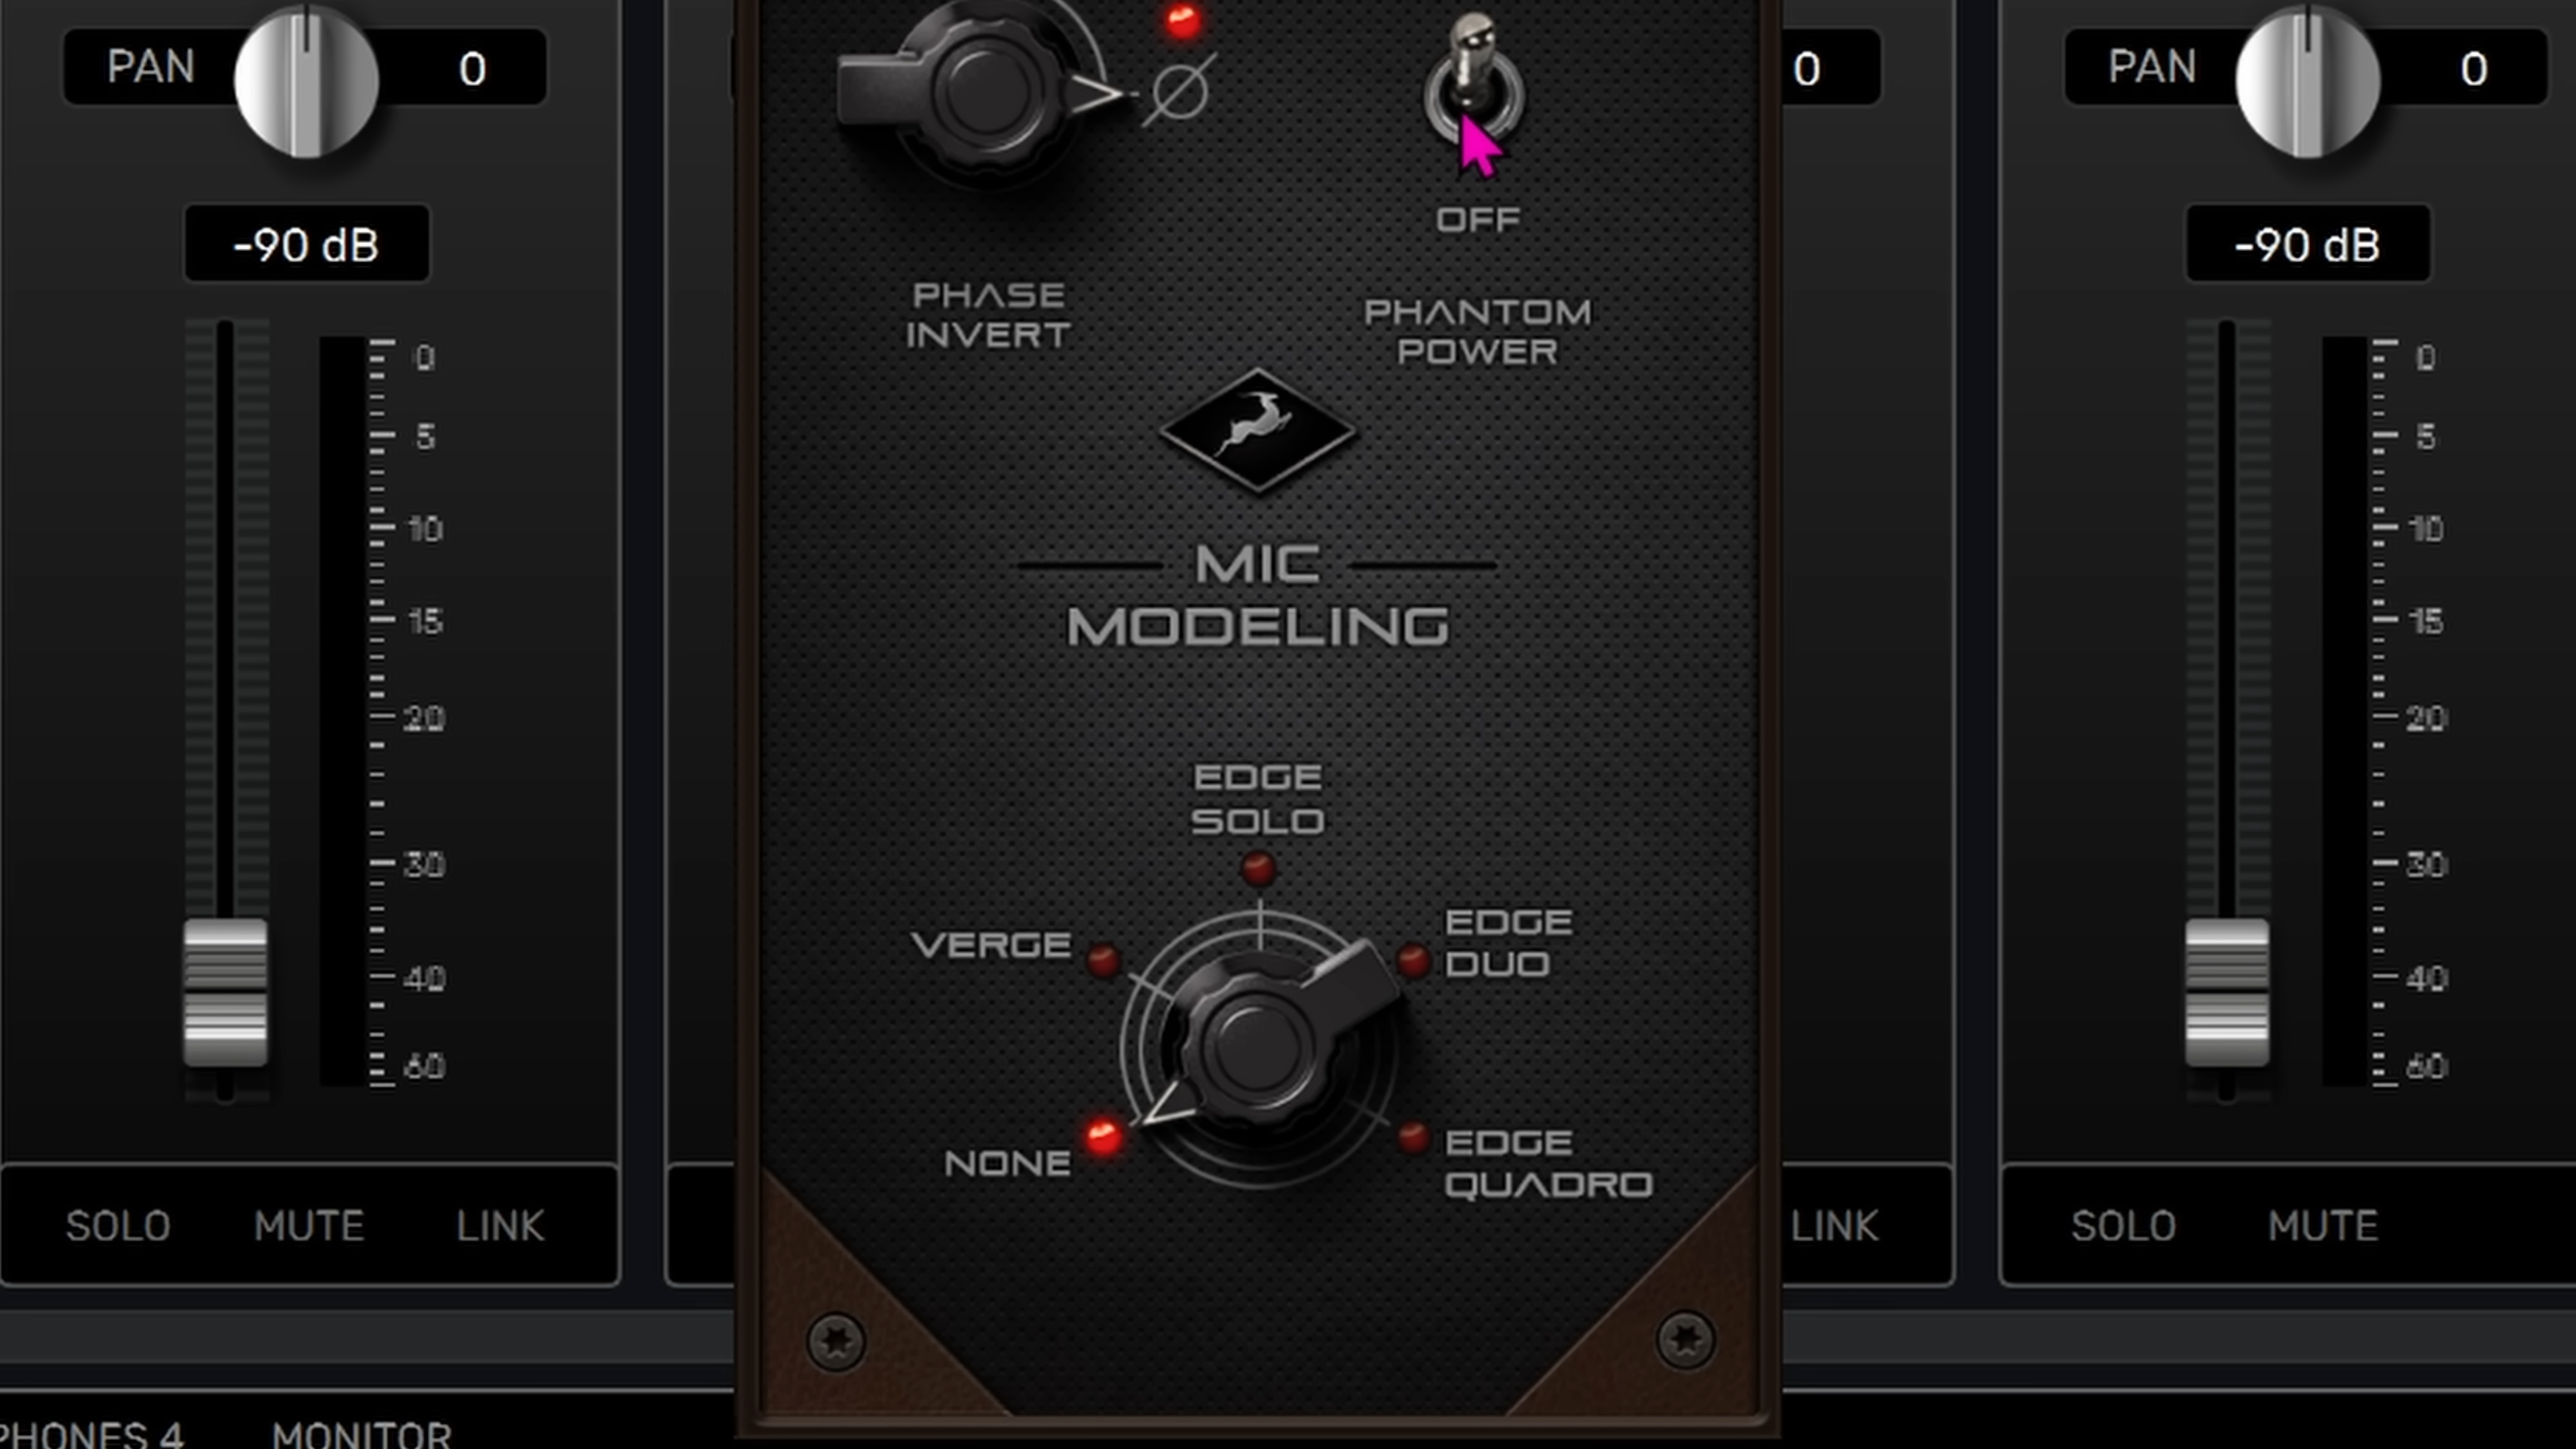 PAN 0
-90 dB
0
5
10
15
20
30
40
60
SOLO MUTE LINK
PHONES 4 MONITOR
OFF
PHASE
INVERT
PHANTOM
POWER
MIC
MODELING
EDGE
SOLO
VERGE
EDGE
DUO
NONE
EDGE
QUADRO
0
LINK
PAN 0
-90 dB
0
5
10
15
20
30
40
60
SOLO MUTE